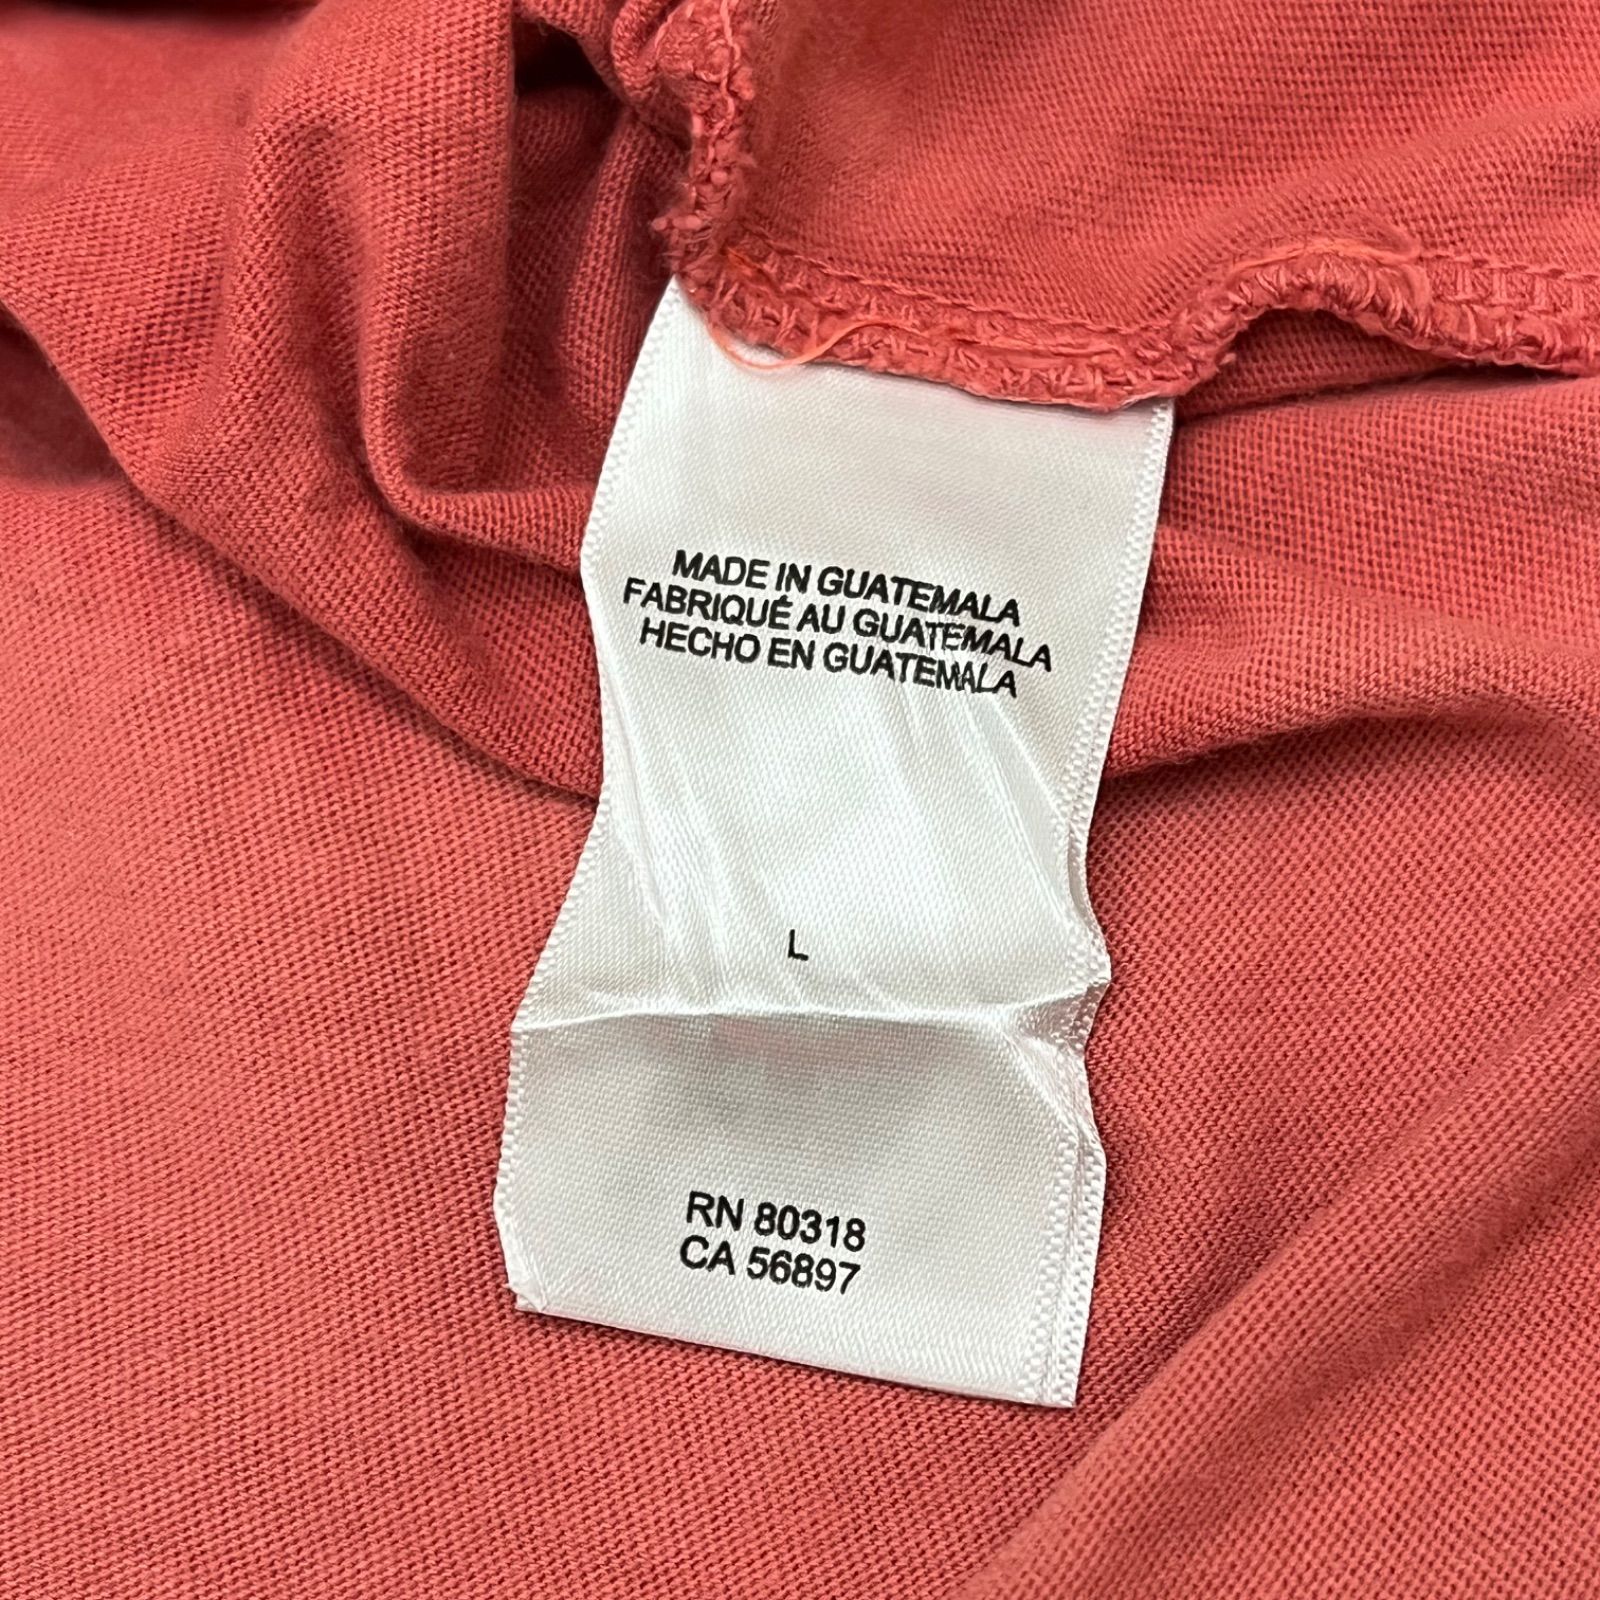 MADE IN GUATEMALA
FABRIQUÉ AU GUATEMALA
HECHO EN GUATEMALA
L
RN 80318
CA 56897